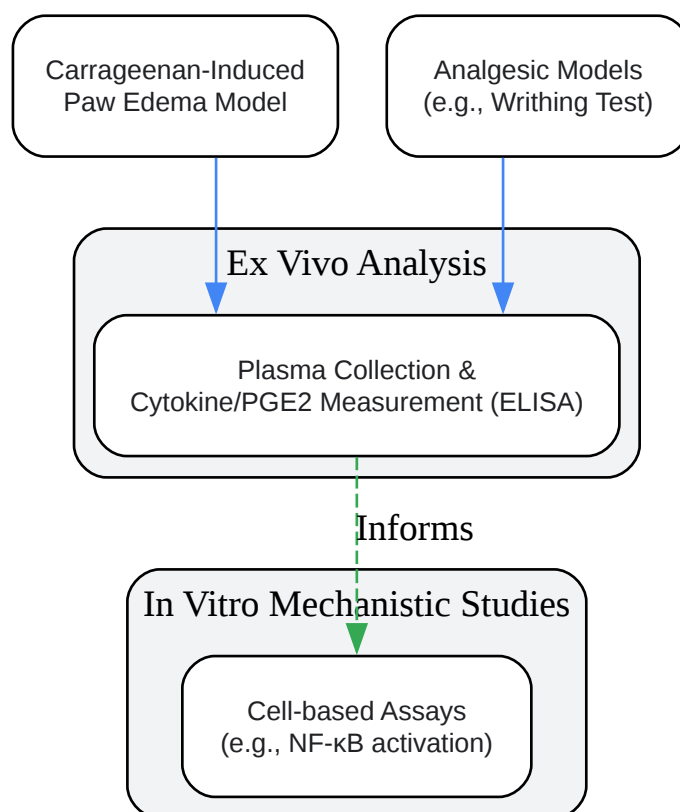 Carrageenan-Induced
Paw Edema Model
Analgesic Models
(e.g., Writhing Test)
Ex Vivo Analysis
Plasma Collection &
Cytokine/PGE2 Measurement (ELISA)
Informs
In Vitro Mechanistic Studies
Cell-based Assays
(e.g., NF-κB activation)